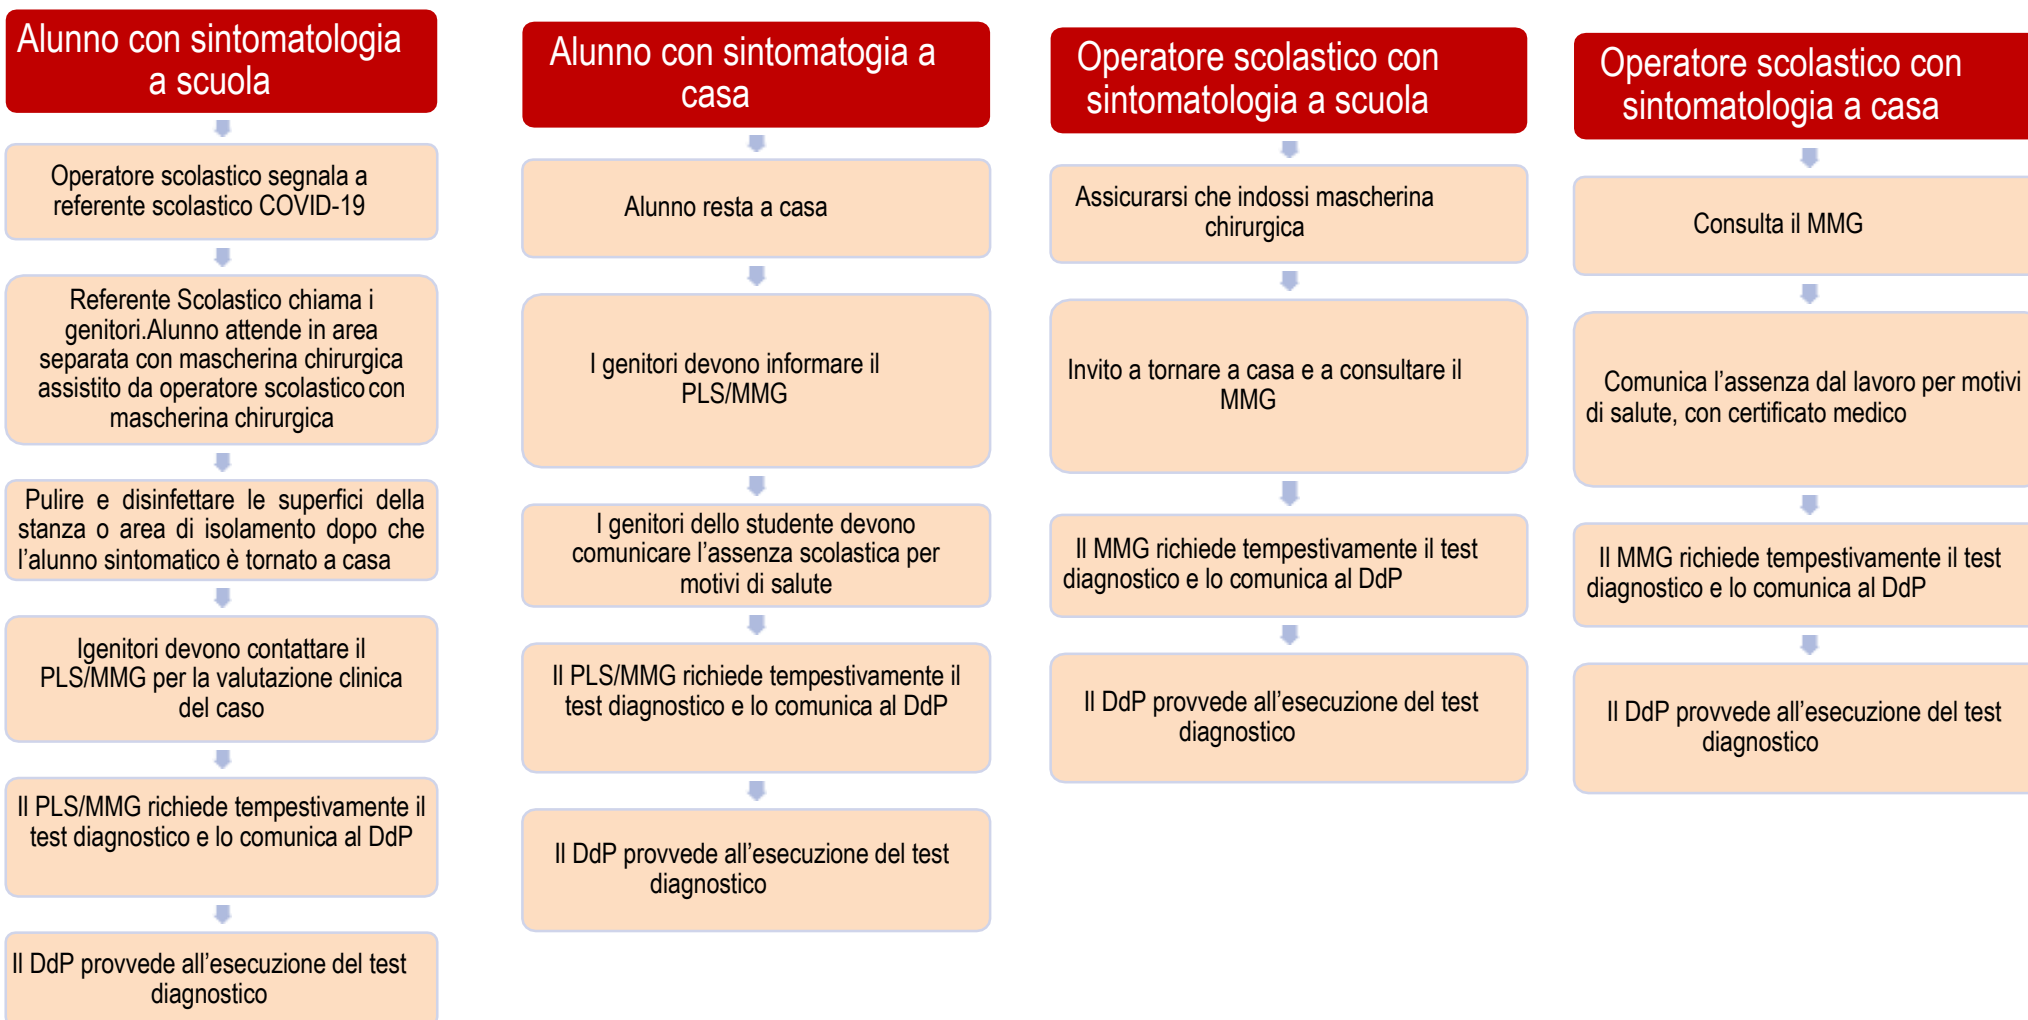 Alunno con sintomatologia
a scuola
Operatore scolastico segnala a
referente scolastico COVID-19
Referente Scolastico chiama i
genitori.Alunno attende in area
separata con mascherina chirurgica
assistito da operatore scolastico con
mascherina chirurgica
Pulire e disinfettare le superfici della
stanza o area di isolamento dopo che
l’alunno sintomatico è tornato a casa
Igenitori devono contattare il
PLS/MMG per la valutazione clinica
del caso
Il PLS/MMG richiede tempestivamente il
test diagnostico e lo comunica al DdP
Il DdP provvede all’esecuzione del test
diagnostico
Alunno con sintomatogia a
casa
Alunno resta a casa
I genitori devono informare il
PLS/MMG
I genitori dello studente devono
comunicare l’assenza scolastica per
motivi di salute
Il PLS/MMG richiede tempestivamente il
test diagnostico e lo comunica al DdP
Il DdP provvede all’esecuzione del test
diagnostico
Operatore scolastico con
sintomatologia a scuola
Assicurarsi che indossi mascherina
chirurgica
Invito a tornare a casa e a consultare il
MMG
Il MMG richiede tempestivamente il test
diagnostico e lo comunica al DdP
Il DdP provvede all’esecuzione del test
diagnostico
Operatore scolastico con
sintomatologia a casa
Consulta il MMG
Comunica l’assenza dal lavoro per motivi
di salute, con certificato medico
Il MMG richiede tempestivamente il test
diagnostico e lo comunica al DdP
Il DdP provvede all’esecuzione del test
diagnostico